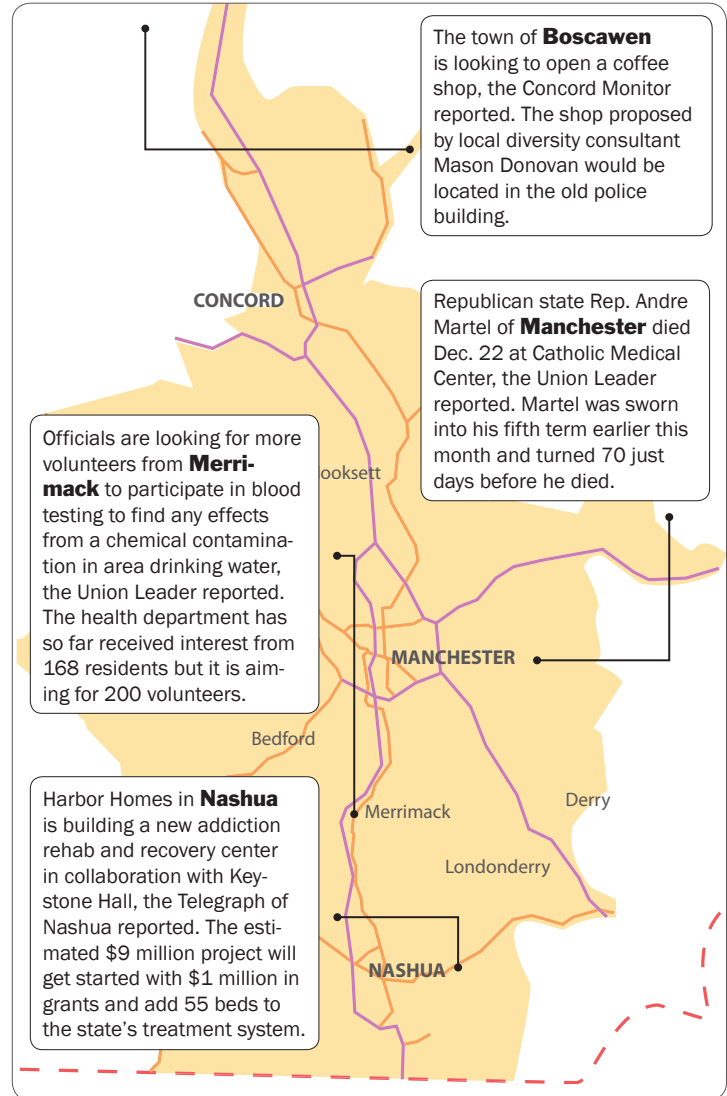 The town of Boscawen
is looking to open a coffee
shop, the Concord Monitor
reported. The shop proposed
by local diversity consultant
Mason Donovan would be
located in the old police
building.
CONCORD
Republican state Rep. Andre
Martel of Manchester died
Dec. 22 at Catholic Medical
Center, the Union Leader
reported. Martel was sworn
into his fifth term earlier this
month and turned 70 just
days before he died.
Officials are looking for more
volunteers from Merri-
mack to participate in blood
testing to find any effects
from a chemical contamina-
tion in area drinking water,
the Union Leader reported.
The health department has
so far received interest from
168 residents but it is aim-
ing for 200 volunteers.
ooksett
MANCHESTER
Bedford
Merrimack
Derry
Londonderry
Harbor Homes in Nashua
is building a new addiction
rehab and recovery center
in collaboration with Key-
stone Hall, the Telegraph of
Nashua reported. The esti-
mated $9 million project will
get started with $1 million in
grants and add 55 beds to
the state's treatment system.
NASHUA